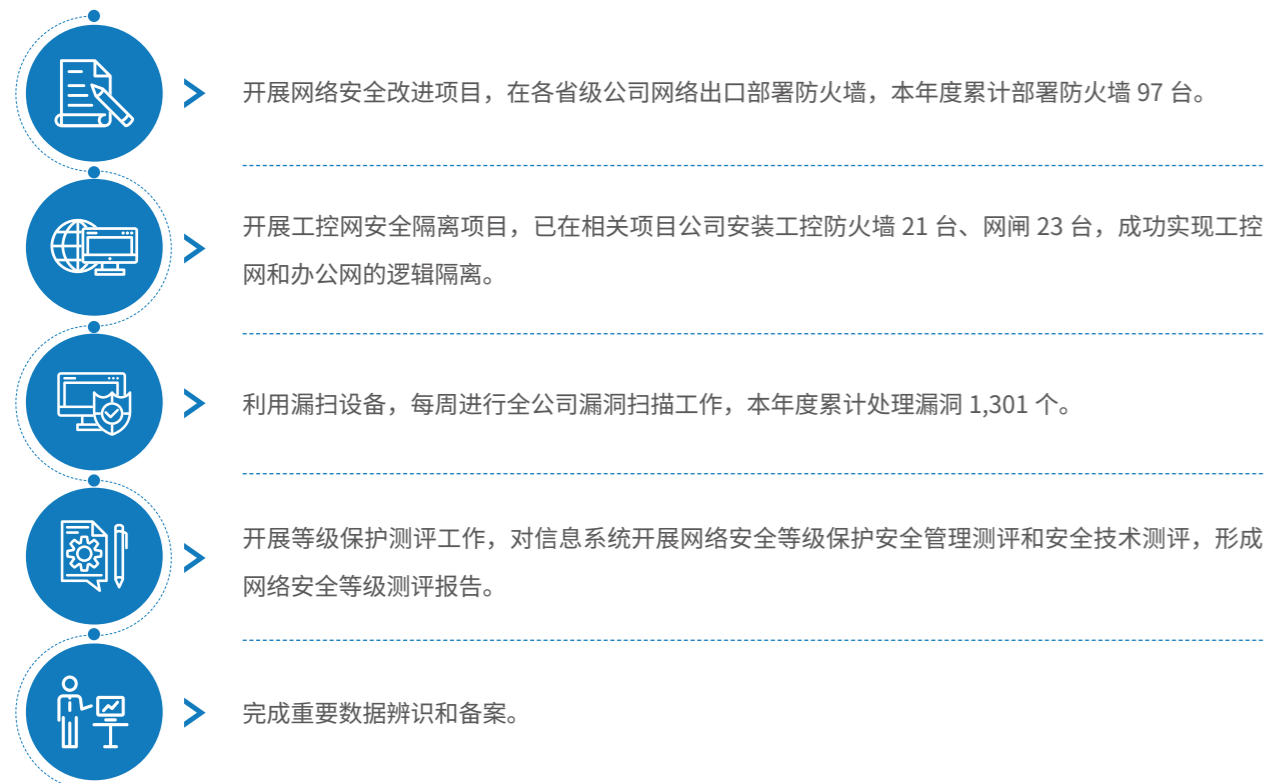 开展网络安全改进项目，在各省级公司网络出口部署防火墙，本年度累计部署防火墙 97 台。
开展工控网安全隔离项目，已在相关项目公司安装工控防火墙 21 台、网闸 23 台，成功实现工控
网和办公网的逻辑隔离。
利用漏扫设备，每周进行全公司漏洞扫描工作，本年度累计处理漏洞 1,301 个。
开展等级保护测评工作，对信息系统开展网络安全等级保护安全管理测评和安全技术测评，形成
网络安全等级测评报告。
完成重要数据辨识和备案。